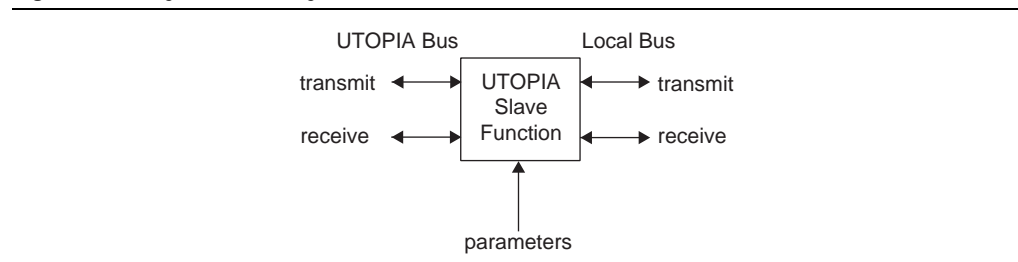 UTOPIA Bus
Local Bus
transmit
UTOPIA
Slave
Function
transmit
receive
receive
parameters